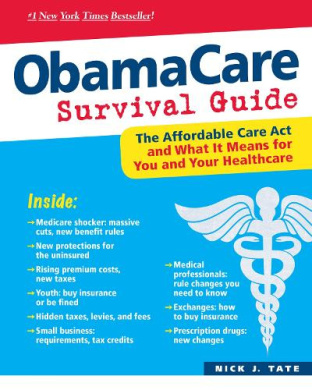 #1 New York Times Bestseller!
ObamaCare
Survival Guide
The Affordable Care Act
and What It Means for
You and Your Healthcare
Inside:
→Medicare shocker: massive
cuts, new benefit rules
→New protections for
the uninsured
→Rising premium costs,
new taxes
→Youth: buy insurance
or be fined
→Hidden taxes, levies, and fees
→Small business:
requirements, tax credits
→Medical
professionals:
rule changes you
need to know
→Exchanges: how
to buy insurance
→Prescription drugs:
new changes
NICK J. TATE